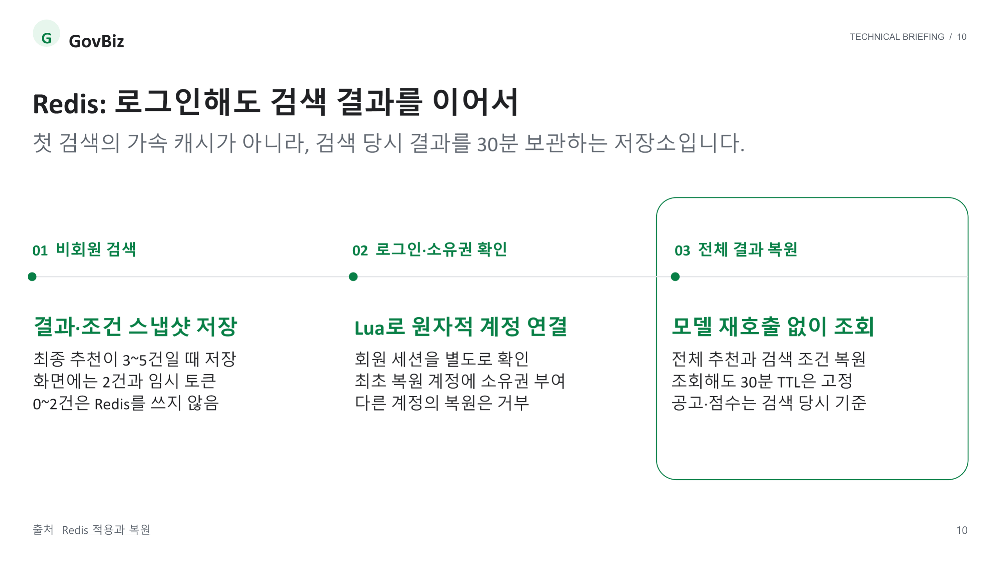 G GovBiz
TECHNICAL BRIEFING / 10
Redis: 로그인해도 검색 결과를 이어서
첫 검색의 가속 캐시가 아니라, 검색 당시 결과를 30분 보관하는 저장소입니다.
01 비회원 검색
결과·조건 스냅샷 저장
최종 추천이 3~5건일 때 저장
화면에는 2건과 임시 토큰
0~2건은 Redis를 쓰지 않음
02 로그인·소유권 확인
Lua로 원자적 계정 연결
회원 세션을 별도로 확인
최초 복원 계정에 소유권 부여
다른 계정의 복원은 거부
03 전체 결과 복원
모델 재호출 없이 조회
전체 추천과 검색 조건 복원
조회해도 30분 TTL은 고정
공고·점수는 검색 당시 기준
출처 Redis 적용과 복원
10